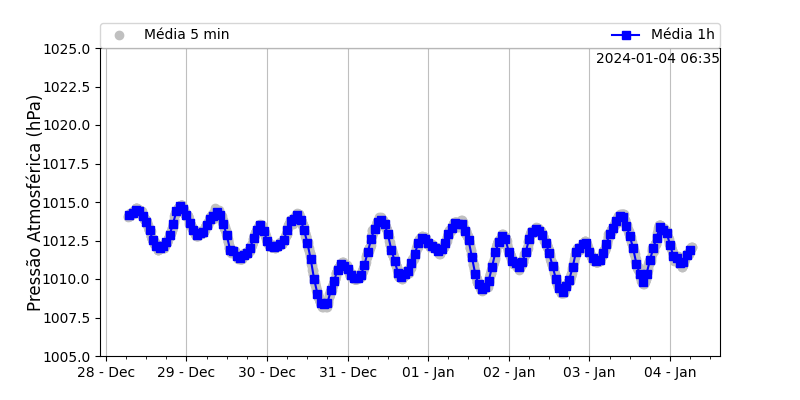 Média 5 min
Média 1h
2024-01-04 06:35
Pressão Atmosférica (hPa)
1025.0
1022.5
1020.0
1017.5
1015.0
1012.5
1010.0
1007.5
1005.0
28 - Dec
29 - Dec
30 - Dec
31 - Dec
01 - Jan
02 - Jan
03 - Jan
04 - Jan